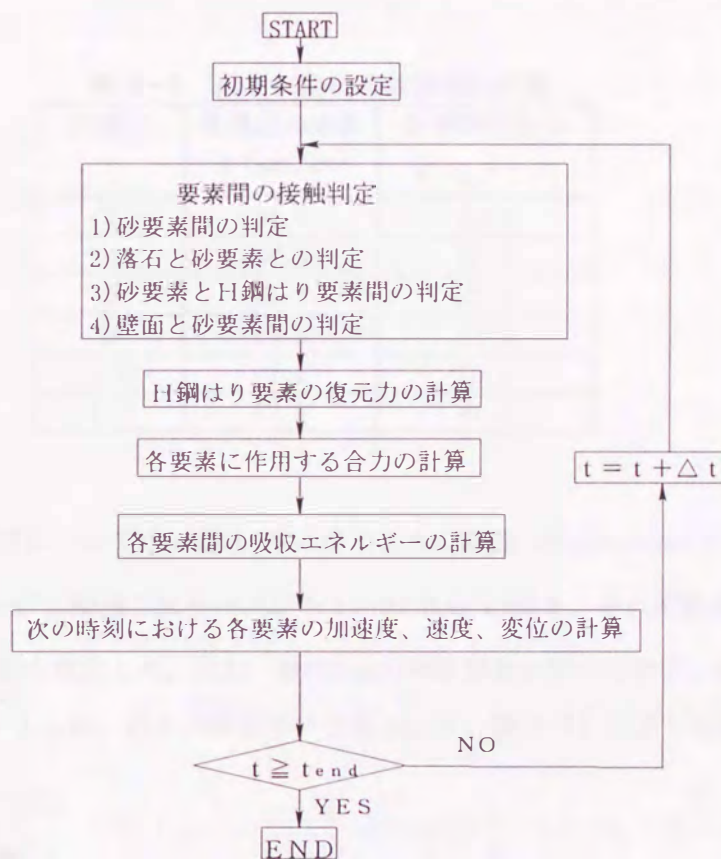 START
初期条件の設定
要素間の接触判定
1)砂要素間の判定
2)落石と砂要素との判定
3)砂要素とH鋼はり要素間の判定
4)壁面と砂要素間の判定
H鋼はり要素の復元力の計算
各要素に作用する合力の計算
t＝t＋△t
各要素間の吸収エネルギーの計算
次の時刻における各要素の加速度、速度、変位の計算
NO
t≧tend
YES
END